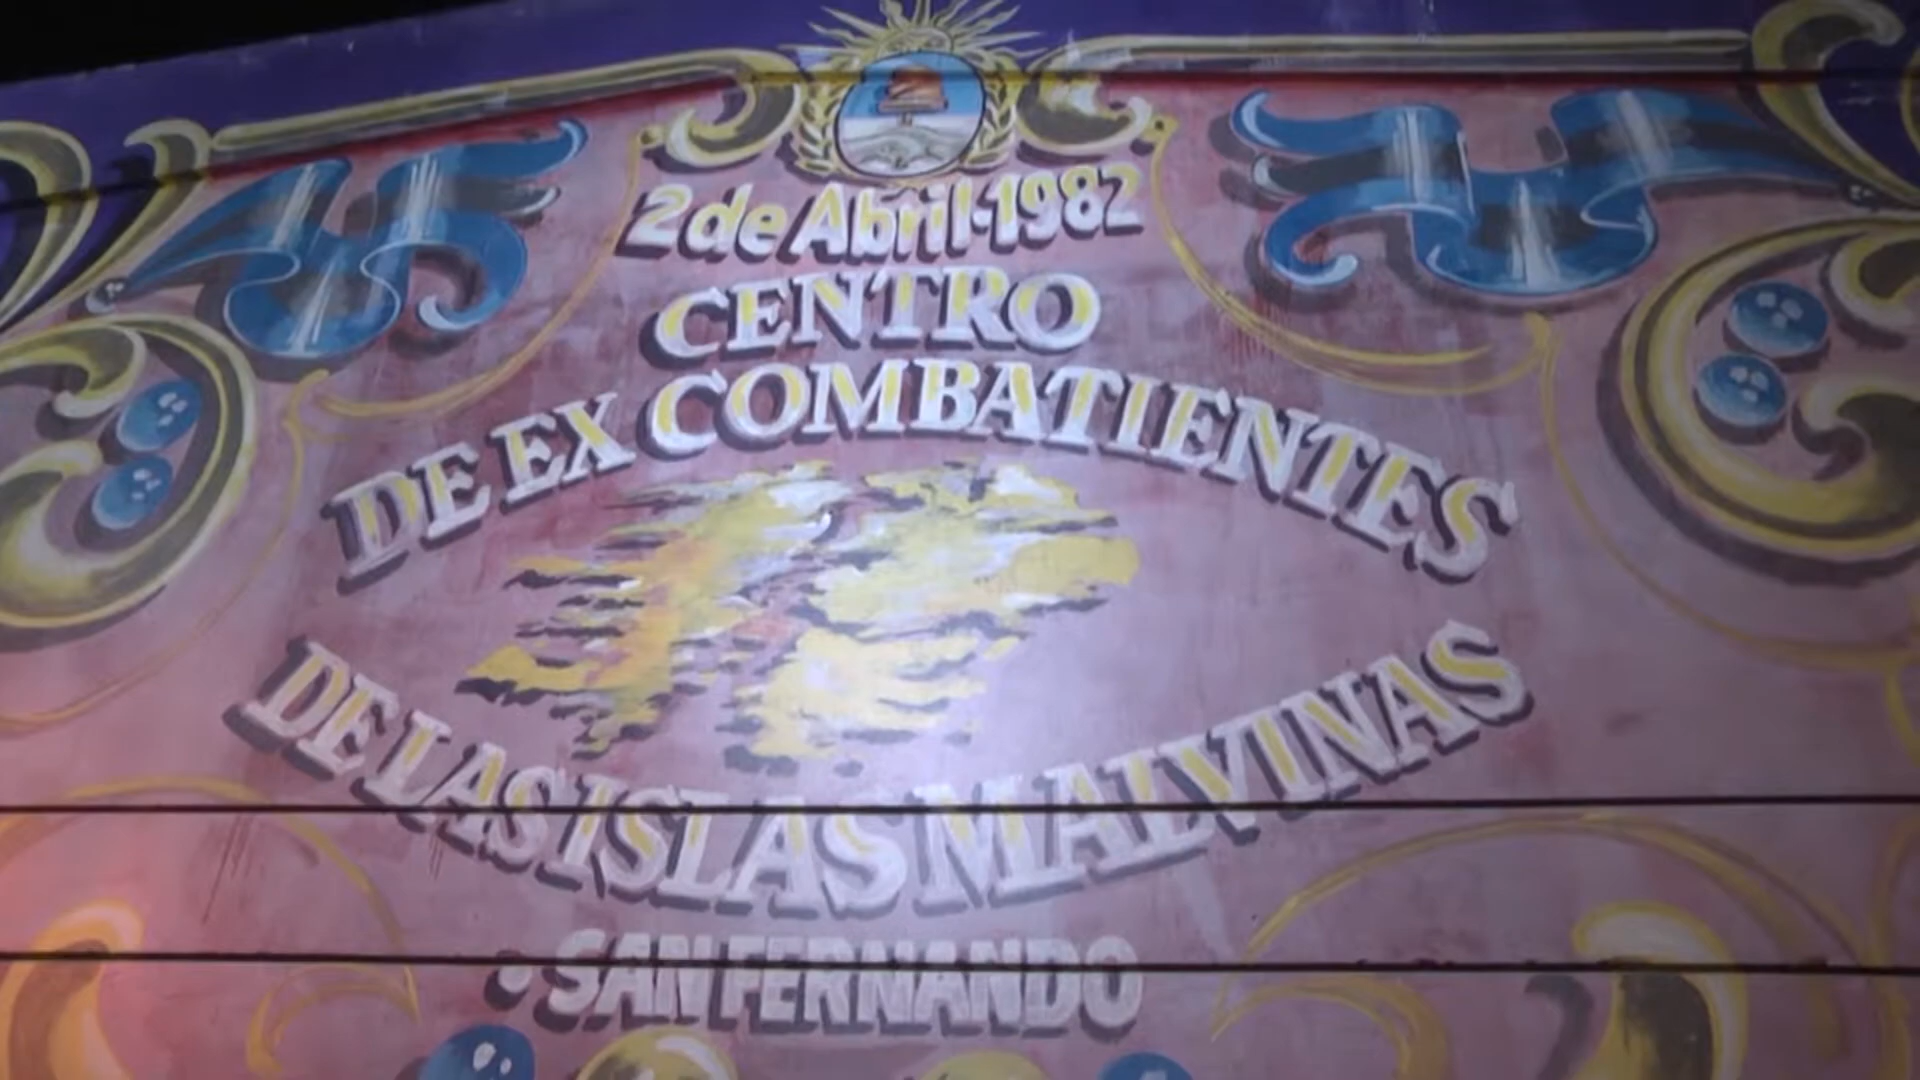 2 de Abril-1982
CENTRO
DE EX COMBATIENTES
DE LAS ISLAS MALVINAS
SAN FERNANDO